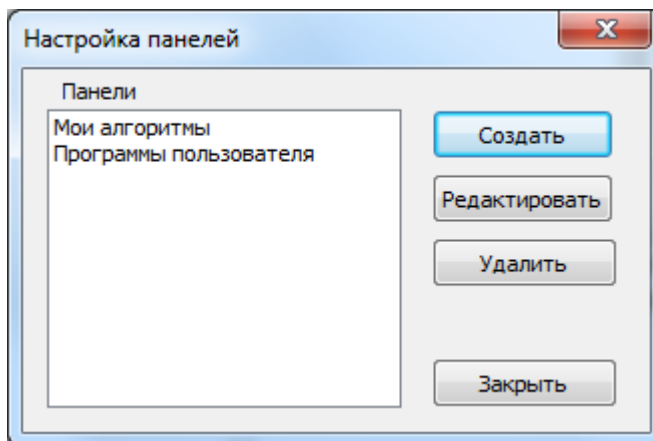 Настройка панелей
Панели
Мои алгоритмы
Программы пользователя
Создать
Редактировать
Удалить
Закрыть